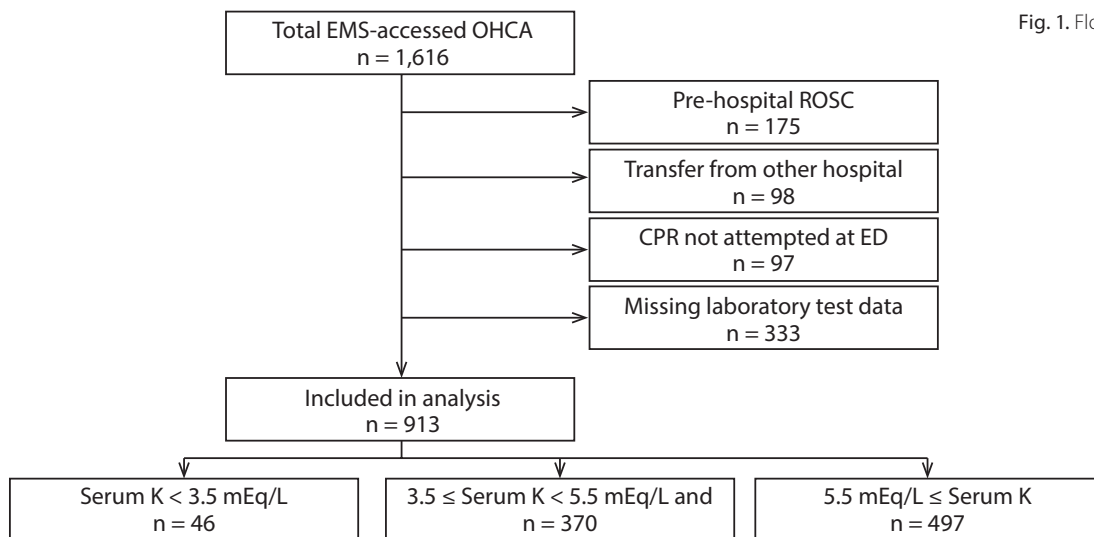 Total EMS-accessed OHCA
n = 1,616
Fig. 1.
Pre-hospital ROSC
n = 175
Transfer from other hospital
n = 98
CPR not attempted at ED
n = 97
Missing laboratory test data
n = 333
Included in analysis
n = 913
Serum K < 3.5 mEq/L
n = 46
3.5 ≤ Serum K < 5.5 mEq/L and
n = 370
5.5 mEq/L ≤ Serum K
n = 497